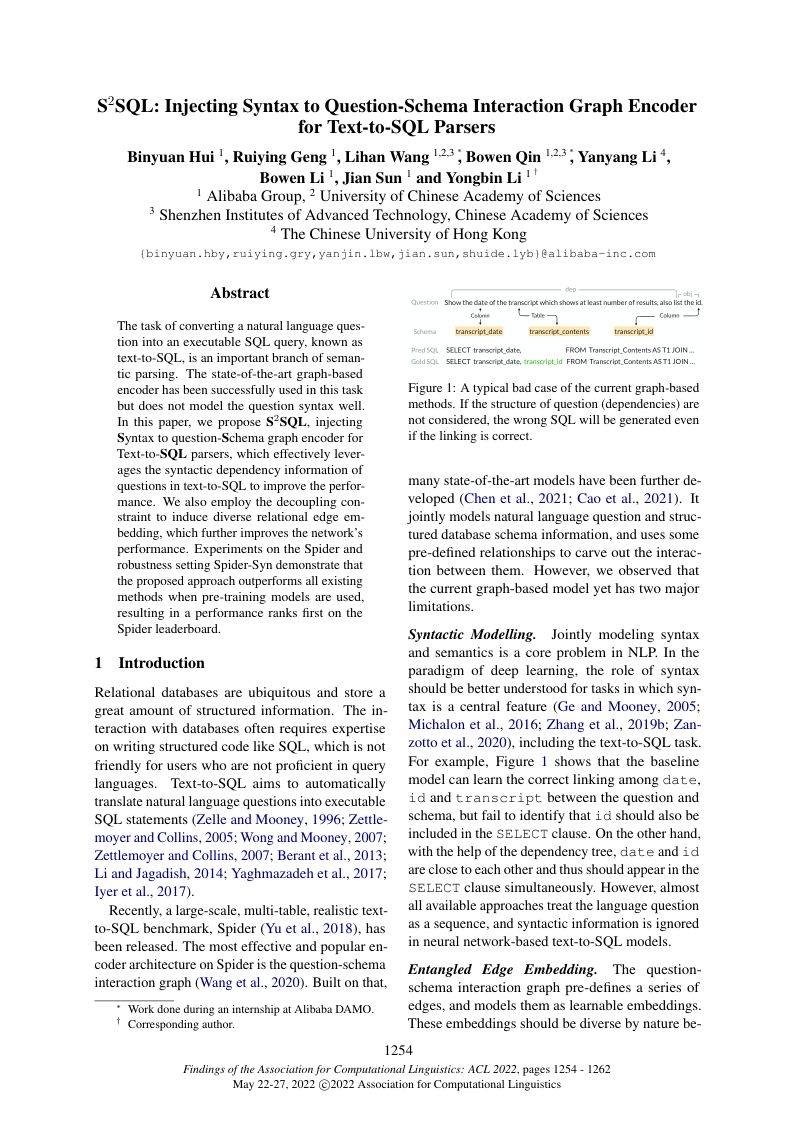 S²SQL: Injecting Syntax to Question-Schema Interaction Graph Encoder
for Text-to-SQL Parsers
Binyuan Hui 1, Ruiying Geng 1, Lihan Wang 1,2,3 *, Bowen Qin 1,2,3 *, Yanyang Li 4,
Bowen Li 1, Jian Sun 1 and Yongbin Li 1 †
1 Alibaba Group, 2 University of Chinese Academy of Sciences
3 Shenzhen Institutes of Advanced Technology, Chinese Academy of Sciences
4 The Chinese University of Hong Kong
{binyuan.hby,ruiying.gry,yanjin.lbw,jian.sun,shuide.lyb}@alibaba-inc.com
Abstract
The task of converting a natural language ques-
tion into an executable SQL query, known as
text-to-SQL, is an important branch of seman-
tic parsing. The state-of-the-art graph-based
encoder has been successfully used in this task
but does not model the question syntax well.
In this paper, we propose S²SQL, injecting
Syntax to question-Schema graph encoder for
Text-to-SQL parsers, which effectively lever-
ages the syntactic dependency information of
questions in text-to-SQL to improve the perfor-
mance. We also employ the decoupling con-
straint to induce diverse relational edge em-
bedding, which further improves the network's
performance. Experiments on the Spider and
robustness setting Spider-Syn demonstrate that
the proposed approach outperforms all existing
methods when pre-training models are used,
resulting in a performance ranks first on the
Spider leaderboard.
1 Introduction
Relational databases are ubiquitous and store a
great amount of structured information. The in-
teraction with databases often requires expertise
on writing structured code like SQL, which is not
friendly for users who are not proficient in query
languages. Text-to-SQL aims to automatically
translate natural language questions into executable
SQL statements (Zelle and Mooney, 1996; Zettle-
moyer and Collins, 2005; Wong and Mooney, 2007;
Zettlemoyer and Collins, 2007; Berant et al., 2013;
Li and Jagadish, 2014; Yaghmazadeh et al., 2017;
Iyer et al., 2017).
Recently, a large-scale, multi-table, realistic text-
to-SQL benchmark, Spider (Yu et al., 2018), has
been released. The most effective and popular en-
coder architecture on Spider is the question-schema
interaction graph (Wang et al., 2020). Built on that,
* Work done during an internship at Alibaba DAMO.
† Corresponding author.
dep
obj
Question Show the date of the transcript which shows at least number of results, also list the id.
Column Table Column
Schema transcript_date transcript_contents transcript_id
Pred SQL SELECT transcript_date, FROM Transcript_Contents AS T1 JOIN ...
Gold SQL SELECT transcript_date, transcript_id FROM Transcript_Contents AS T1 JOIN ...
Figure 1: A typical bad case of the current graph-based
methods. If the structure of question (dependencies) are
not considered, the wrong SQL will be generated even
if the linking is correct.
many state-of-the-art models have been further de-
veloped (Chen et al., 2021; Cao et al., 2021). It
jointly models natural language question and struc-
tured database schema information, and uses some
pre-defined relationships to carve out the interac-
tion between them. However, we observed that
the current graph-based model yet has two major
limitations.
Syntactic Modelling. Jointly modeling syntax
and semantics is a core problem in NLP. In the
paradigm of deep learning, the role of syntax
should be better understood for tasks in which syn-
tax is a central feature (Ge and Mooney, 2005;
Michalon et al., 2016; Zhang et al., 2019b; Zan-
zotto et al., 2020), including the text-to-SQL task.
For example, Figure 1 shows that the baseline
model can learn the correct linking among date,
id and transcript between the question and
schema, but fail to identify that id should also be
included in the SELECT clause. On the other hand,
with the help of the dependency tree, date and id
are close to each other and thus should appear in the
SELECT clause simultaneously. However, almost
all available approaches treat the language question
as a sequence, and syntactic information is ignored
in neural network-based text-to-SQL models.
Entangled Edge Embedding. The question-
schema interaction graph pre-defines a series of
edges, and models them as learnable embeddings.
These embeddings should be diverse by nature be-
1254
Findings of the Association for Computational Linguistics: ACL 2022, pages 1254 - 1262
May 22-27, 2022 ©2022 Association for Computational Linguistics